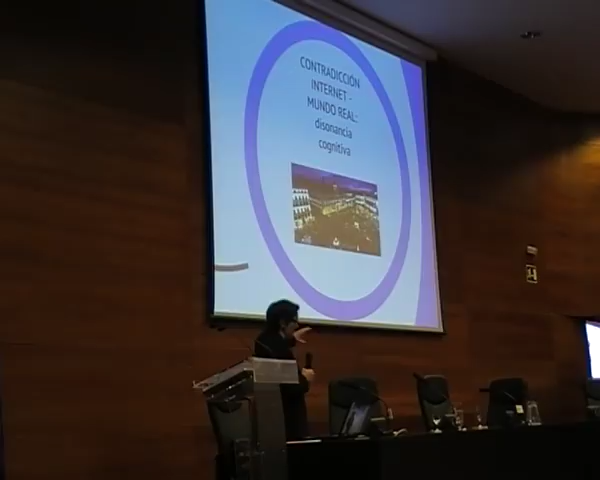 CONTRADICCIÓN
INTERNET -
MUNDO REAL:
disonancia
cognitiva